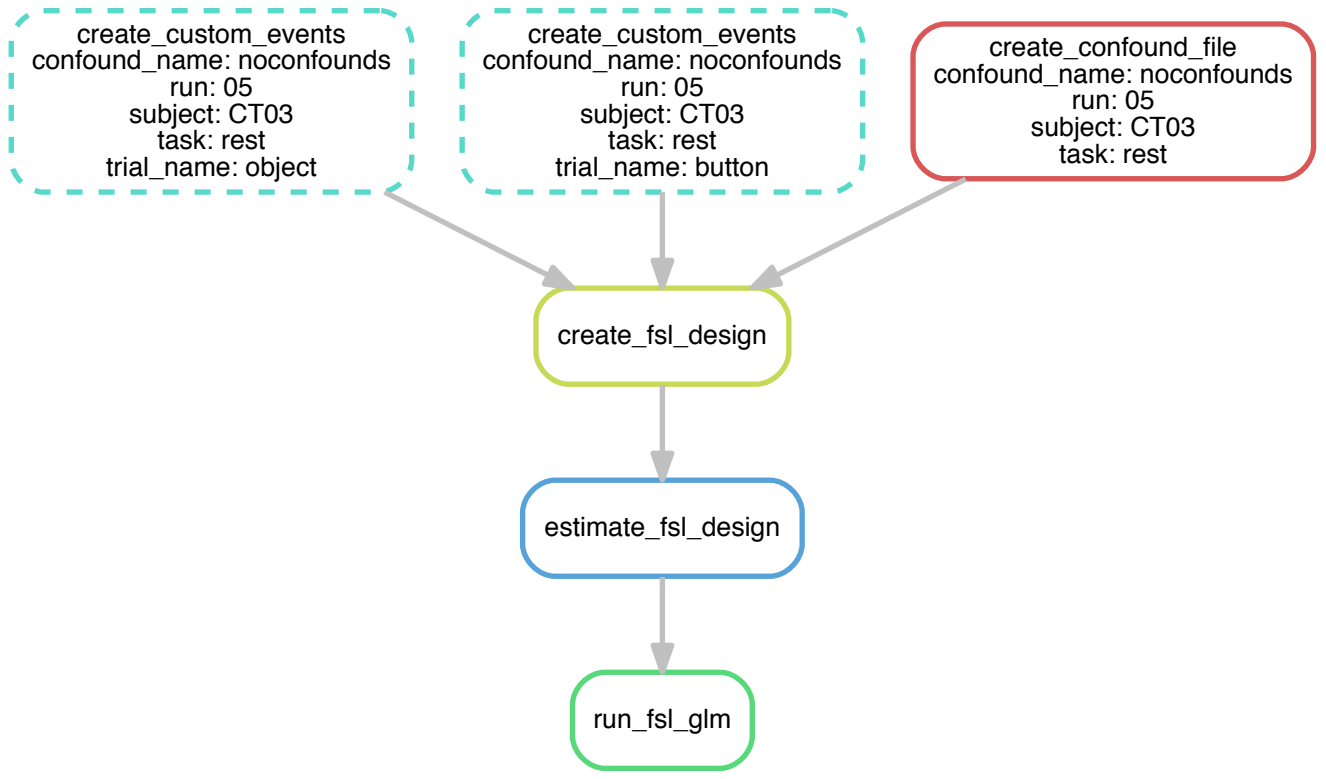 create_custom_events
confound_name: noconfounds
run: 05
subject: CT03
task: rest
trial_name: object
create_custom_events
confound_name: noconfounds
run: 05
subject: CT03
task: rest
trial_name: button
create_confound_file
confound_name: noconfounds
run: 05
subject: CT03
task: rest
create_fsl_design
estimate_fsl_design
run_fsl_glm